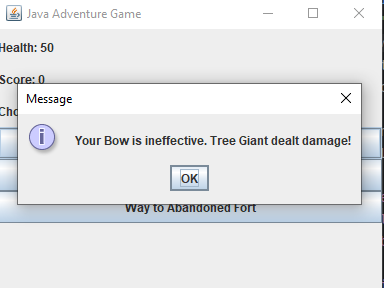 Java Adventure Game
Health: 50
Score: 0
Message
Your Bow is ineffective. Tree Giant dealt damage!
OK
Way to Abandoned Fort